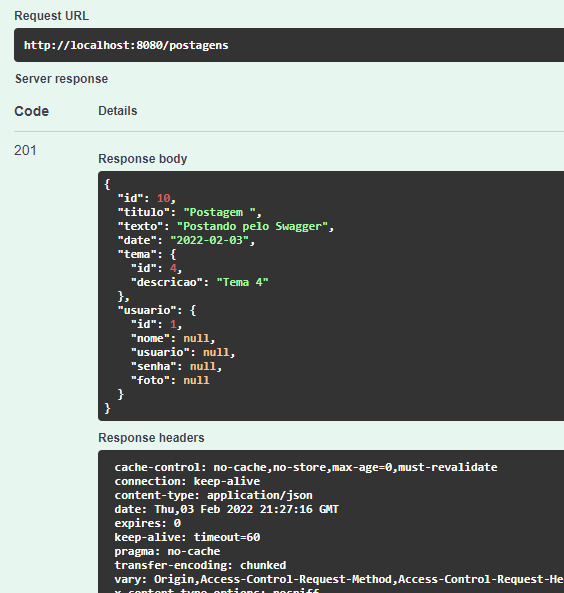 Request URL
http://localhost:8080/postagens
Server response
Code Details
201
Response body
{
"id": 10,
"titulo": "Postagem ",
"texto": "Postando pelo Swagger",
"date": "2022-02-03",
"tema": {
"id": 4,
"descricao": "Tema 4"
},
"usuario": {
"id": 1,
"nome": null,
"usuario": null,
"senha": null,
"foto": null
}
}
Response headers
cache-control: no-cache,no-store,max-age=0,must-revalidate
connection: keep-alive
content-type: application/json
date: Thu,03 Feb 2022 21:27:16 GMT
expires: 0
keep-alive: timeout=60
pragma: no-cache
transfer-encoding: chunked
vary: Origin,Access-Control-Request-Method,Access-Control-Request-He
x-content-type-options: nosniff